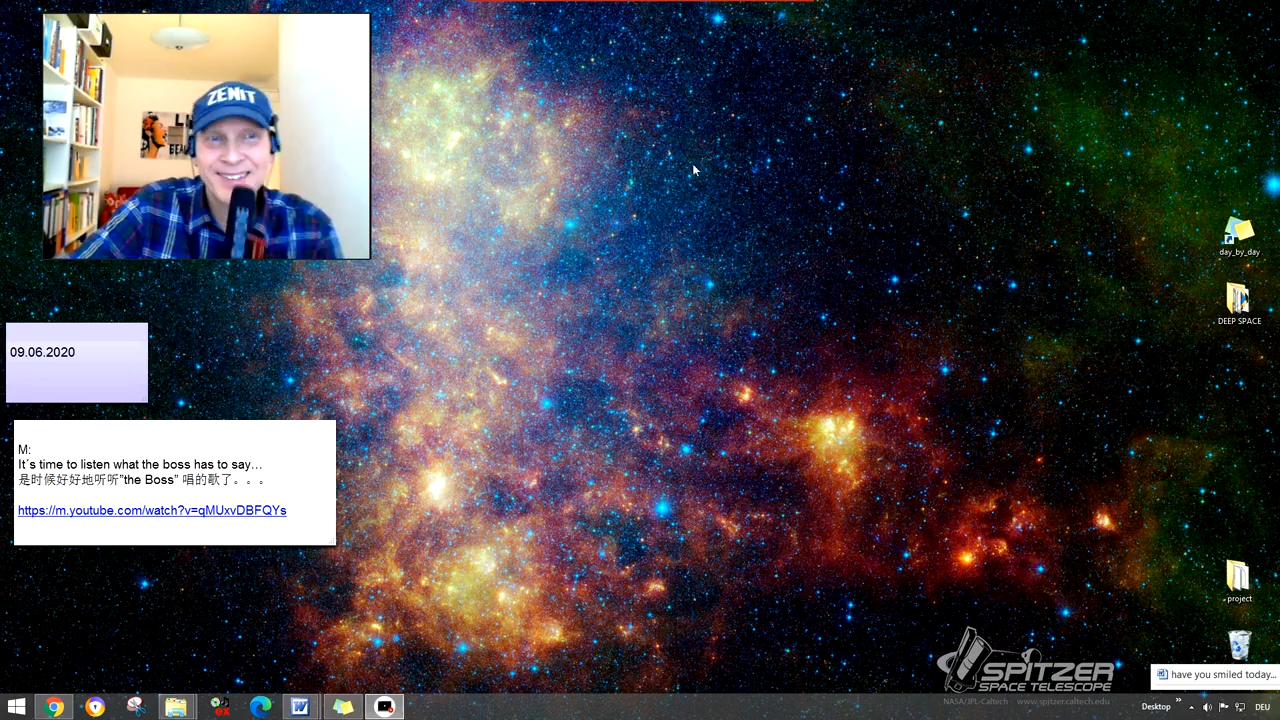 ZENIT
day_by_day
DEEP SPACE
09.06.2020
M:
It´s time to listen what the boss has to say…
是时候好好地听听”the Boss” 唱的歌了。。。
https://m.youtube.com/watch?v=qMUxvDBFQYs
project
SPITZER
SPACE TELESCOPE
NASA/JPL-Caltech www.spitzer.caltech.edu
have you smiled today...
Desktop
DEU